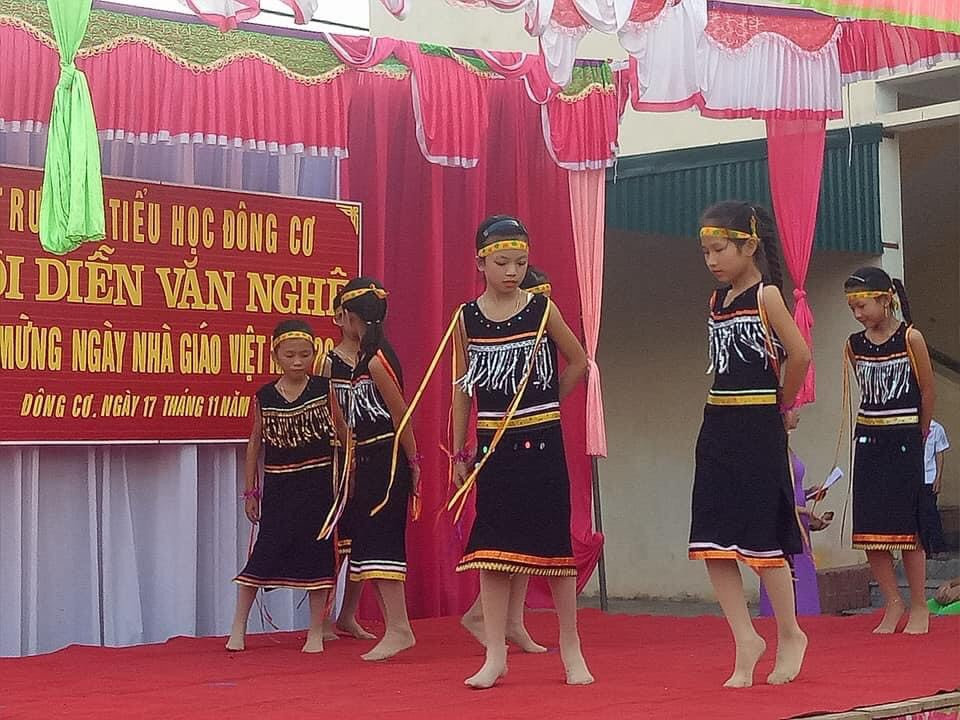 TIỂU HỌC ĐÔNG CƠ
DIỄN VĂN NGHỆ
MỪNG NGÀY NHÀ GIÁO VIỆT
ĐÔNG CƠ, NGÀY 17 THÁNG 11 NĂM